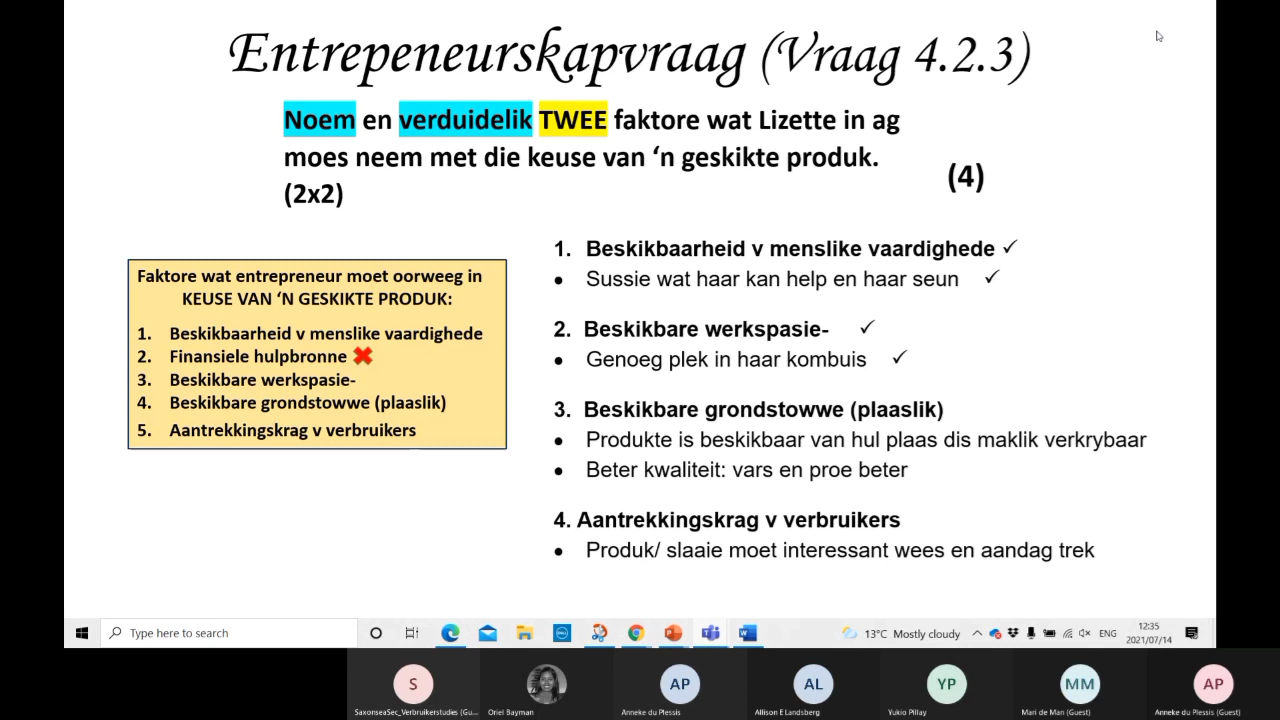 Entrepeneurskapvraag (Vraag 4.2.3)
Noem en verduidelik TWEE faktore wat Lizette in ag
moes neem met die keuse van ‘n geskikte produk.
(2x2)
(4)
Faktore wat entrepreneur moet oorweeg in
KEUSE VAN ‘N GESKIKTE PRODUK:
1. Beskikbaarheid v menslike vaardighede
2. Finansiele hulpbronne
3. Beskikbare werkspasie-
4. Beskikbare grondstowwe (plaaslik)
5. Aantrekkingskrag v verbruikers
1. Beskikbaarheid v menslike vaardighede ✓
• Sussie wat haar kan help en haar seun ✓
2. Beskikbare werkspasie- ✓
• Genoeg plek in haar kombuis ✓
3. Beskikbare grondstowwe (plaaslik)
• Produkte is beskikbaar van hul plaas dis maklik verkrybaar
• Beter kwaliteit: vars en proe beter
4. Aantrekkingskrag v verbruikers
• Produk/ slaaie moet interessant wees en aandag trek
Type here to search
13°C Mostly cloudy
ENG
12:35
2021/07/14
S
SaxonseaSec_Verbruikerstudies (Gu...
Oriel Bayman
AP
Anneke du Plessis
AL
Allison E Landsberg
YP
Yukio Pillay
MM
Mari de Man (Guest)
AP
Anneke du Plessis (Guest)